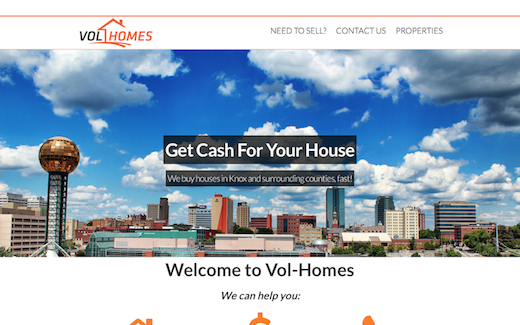 VOL HOMES
NEED TO SELL? CONTACT US PROPERTIES
Get Cash For Your House
We buy houses in Knox and surrounding counties, fast!
Welcome to Vol-Homes
We can help you: